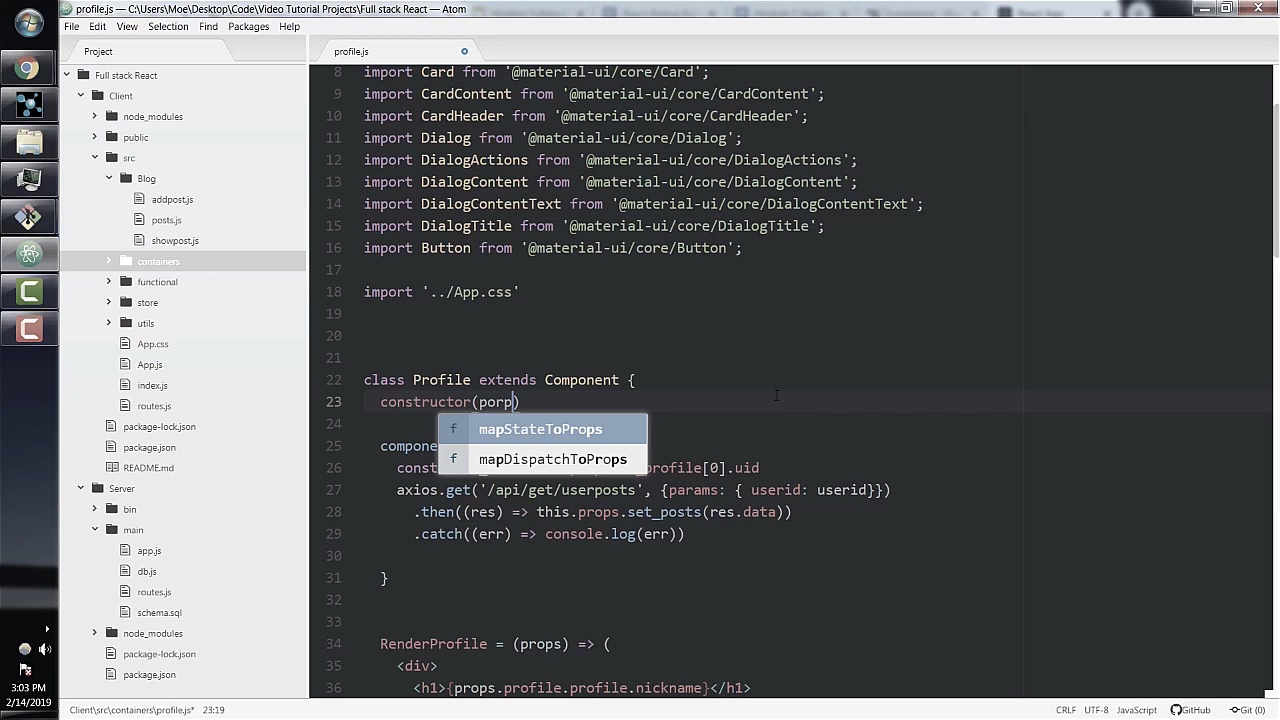 profile.js — C:\Users\Moe\Desktop\Code\Video Tutorial Projects\Full stack React — Atom
File Edit View Selection Find Packages Help
Project
profile.js
Full stack React
Client
node_modules
public
src
Blog
addpost.js
posts.js
showpost.js
containers
functional
store
utils
App.css
App.js
index.js
routes.js
package-lock.json
package.json
README.md
Server
bin
main
app.js
db.js
routes.js
schema.sql
node_modules
package-lock.json
package.json
8 import Card from '@material-ui/core/Card';
9 import CardContent from '@material-ui/core/CardContent';
10 import CardHeader from '@material-ui/core/CardHeader';
11 import Dialog from '@material-ui/core/Dialog';
12 import DialogActions from '@material-ui/core/DialogActions';
13 import DialogContent from '@material-ui/core/DialogContent';
14 import DialogContentText from '@material-ui/core/DialogContentText';
15 import DialogTitle from '@material-ui/core/DialogTitle';
16 import Button from '@material-ui/core/Button';
17
18 import '../App.css'
19
20
21
22 class Profile extends Component {
23 constructor(porp)
24
f mapStateToProps
25 compone
f mapDispatchToProps
26 cons _profile[0].uid
27 axios.get('/api/get/userposts', {params: { userid: userid}})
28 .then((res) => this.props.set_posts(res.data))
29 .catch((err) => console.log(err))
30
31 }
32
33
34 RenderProfile = (props) => (
35 <div>
36 <h1>{props.profile.profile.nickname}</h1>
3:03 PM
2/14/2019
Client\src\containers\profile.js* 23:19
CRLF UTF-8 JavaScript GitHub Git (0)